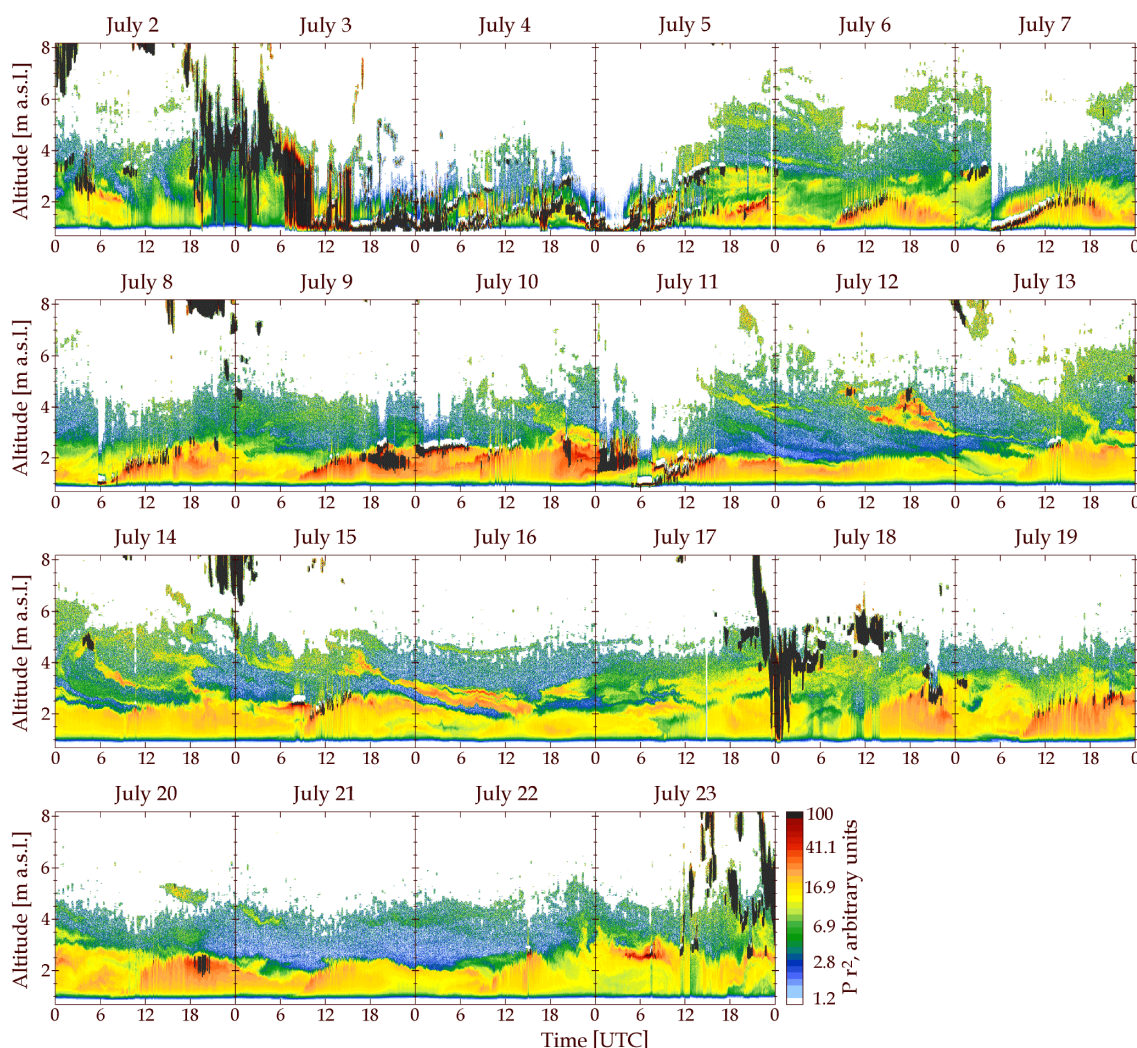 July 2 July 3 July 4 July 5 July 6 July 7
8
6
4
2
Altitude [m a.s.l.]
0 6 12 18 0 6 12 18 0 6 12 18 0 6 12 18 0 6 12 18 0 6 12 18 0
July 8 July 9 July 10 July 11 July 12 July 13
8
6
4
2
Altitude [m a.s.l.]
0 6 12 18 0 6 12 18 0 6 12 18 0 6 12 18 0 6 12 18 0 6 12 18 0
July 14 July 15 July 16 July 17 July 18 July 19
8
6
4
2
Altitude [m a.s.l.]
0 6 12 18 0 6 12 18 0 6 12 18 0 6 12 18 0 6 12 18 0 6 12 18 0
July 20 July 21 July 22 July 23
8
6
4
2
Altitude [m a.s.l.]
0 6 12 18 0 6 12 18 0 6 12 18 0 6 12 18 0
Time [UTC]
100
41.1
16.9
6.9
2.8
1.2
P r², arbitrary units